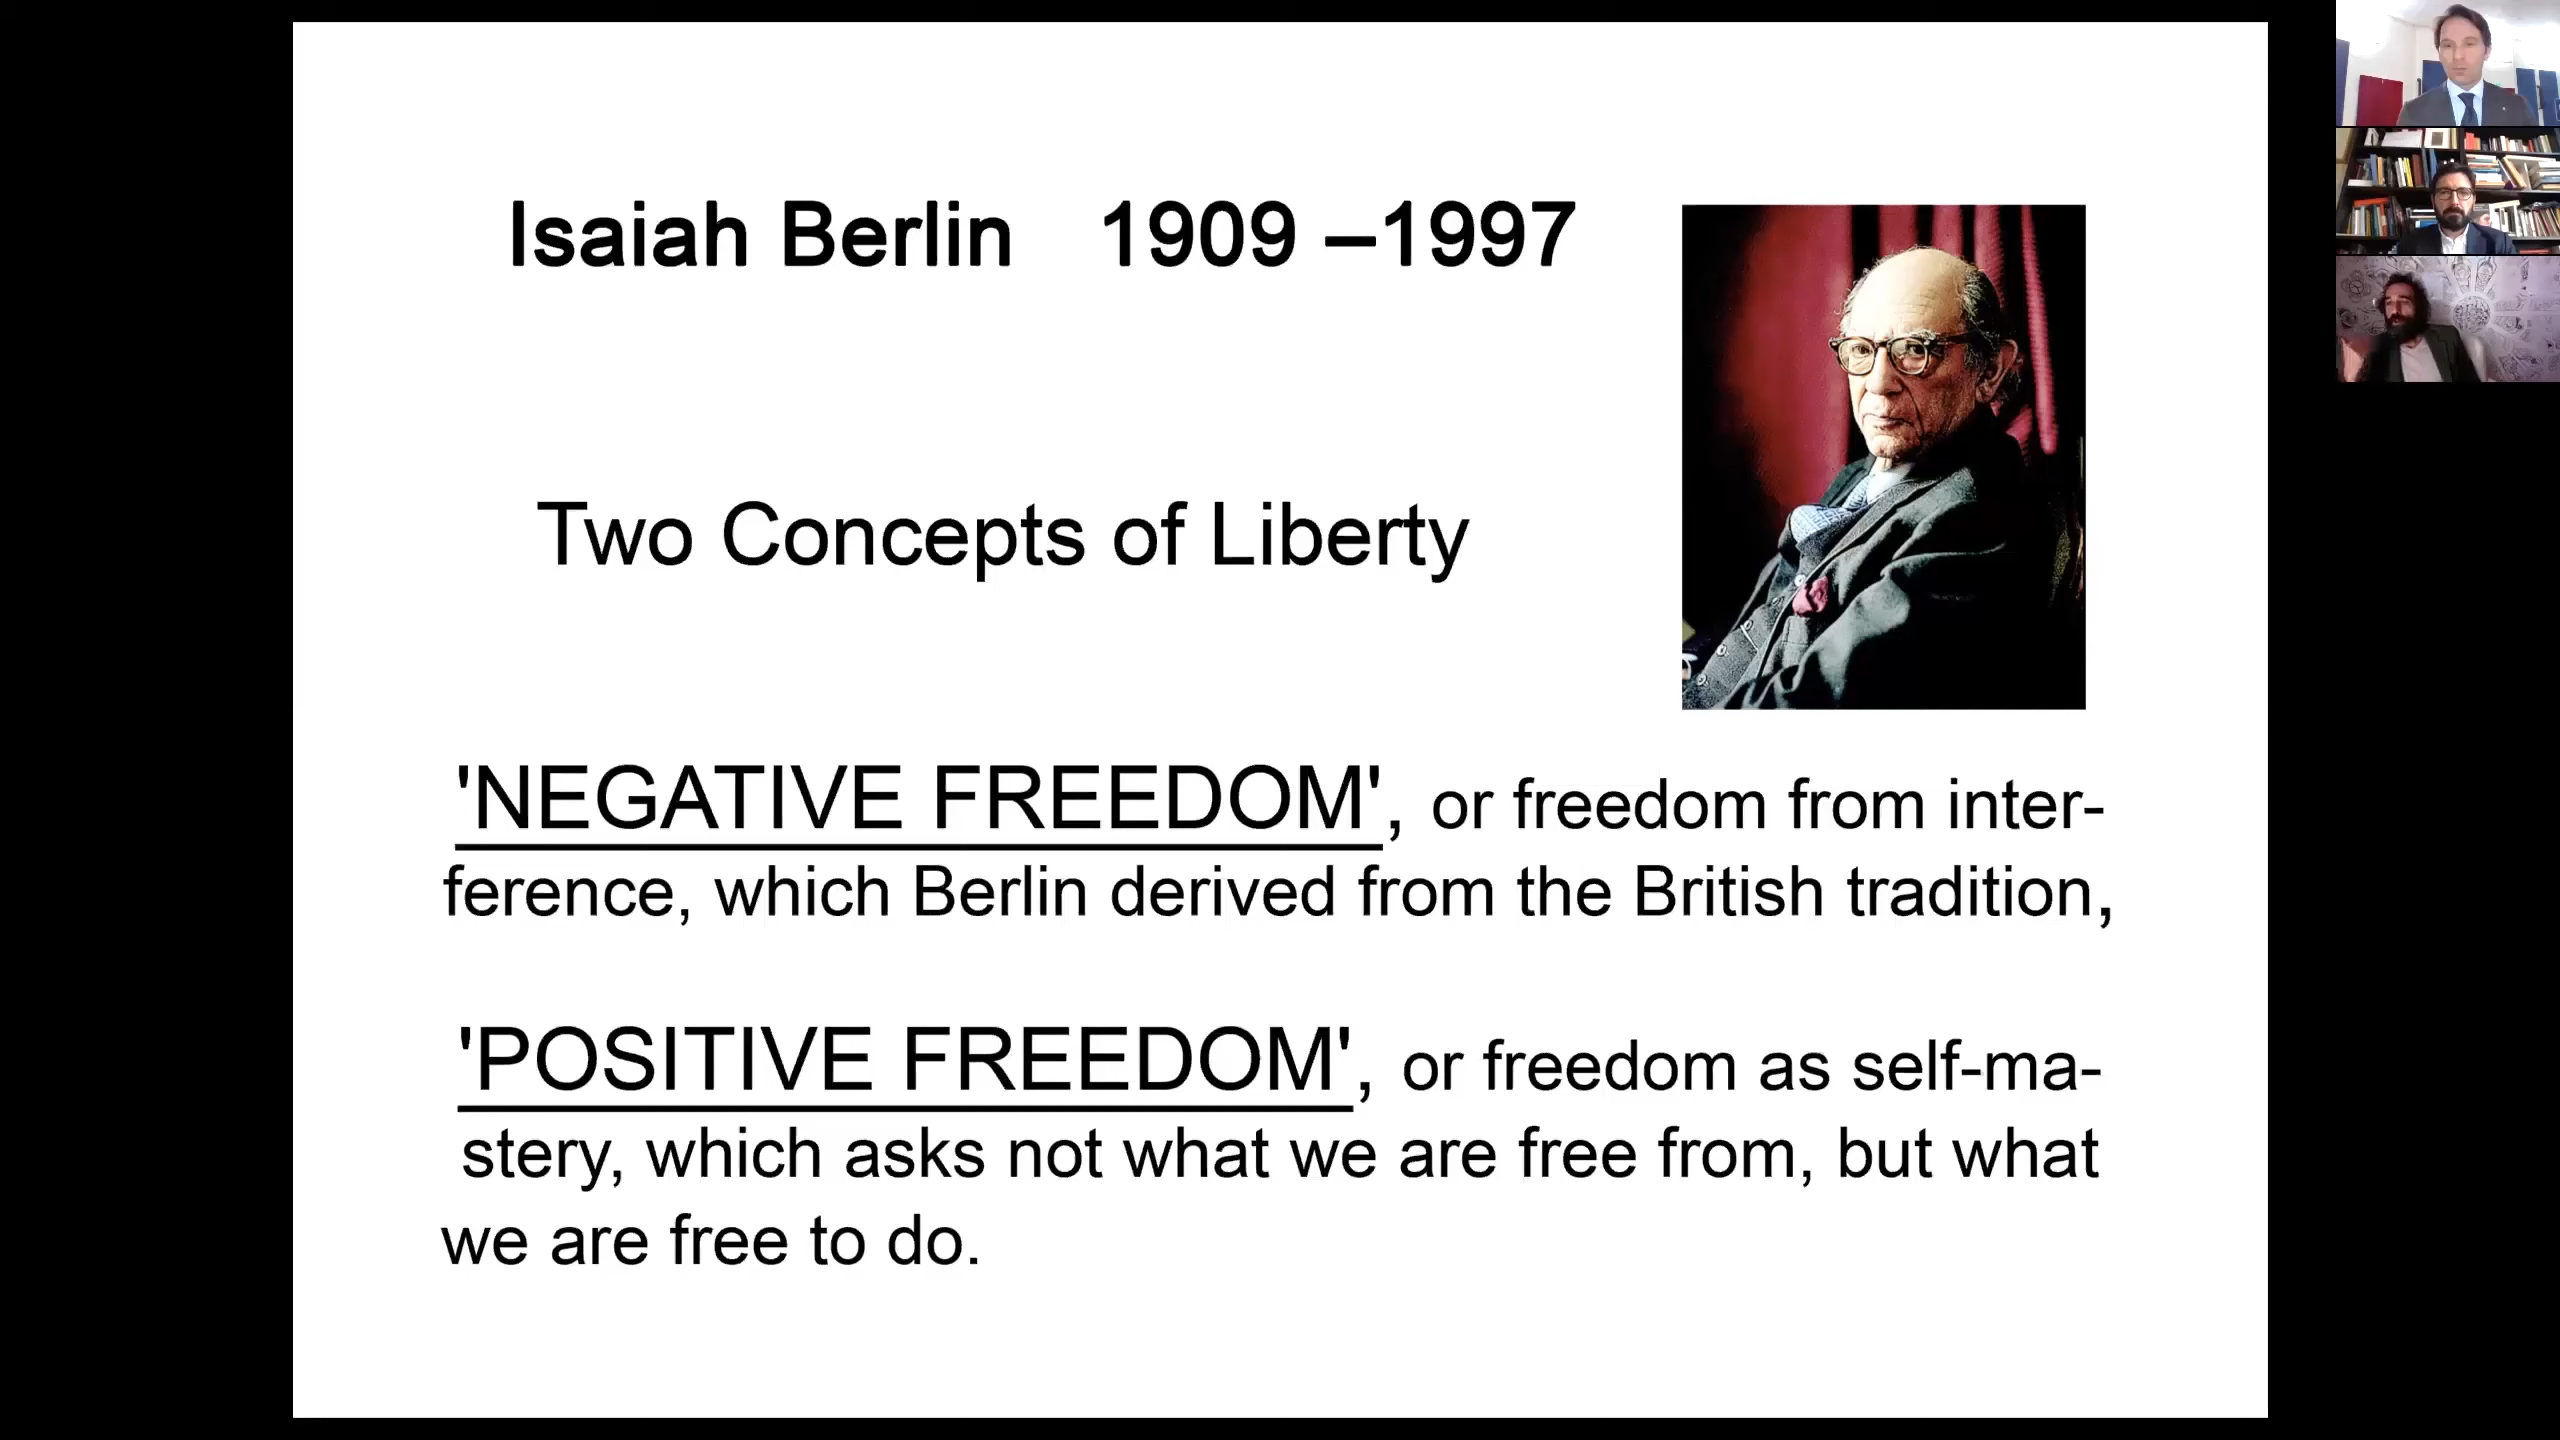 Isaiah Berlin 1909 –1997
Two Concepts of Liberty
'NEGATIVE FREEDOM', or freedom from inter-
ference, which Berlin derived from the British tradition,
'POSITIVE FREEDOM', or freedom as self-ma-
stery, which asks not what we are free from, but what
we are free to do.